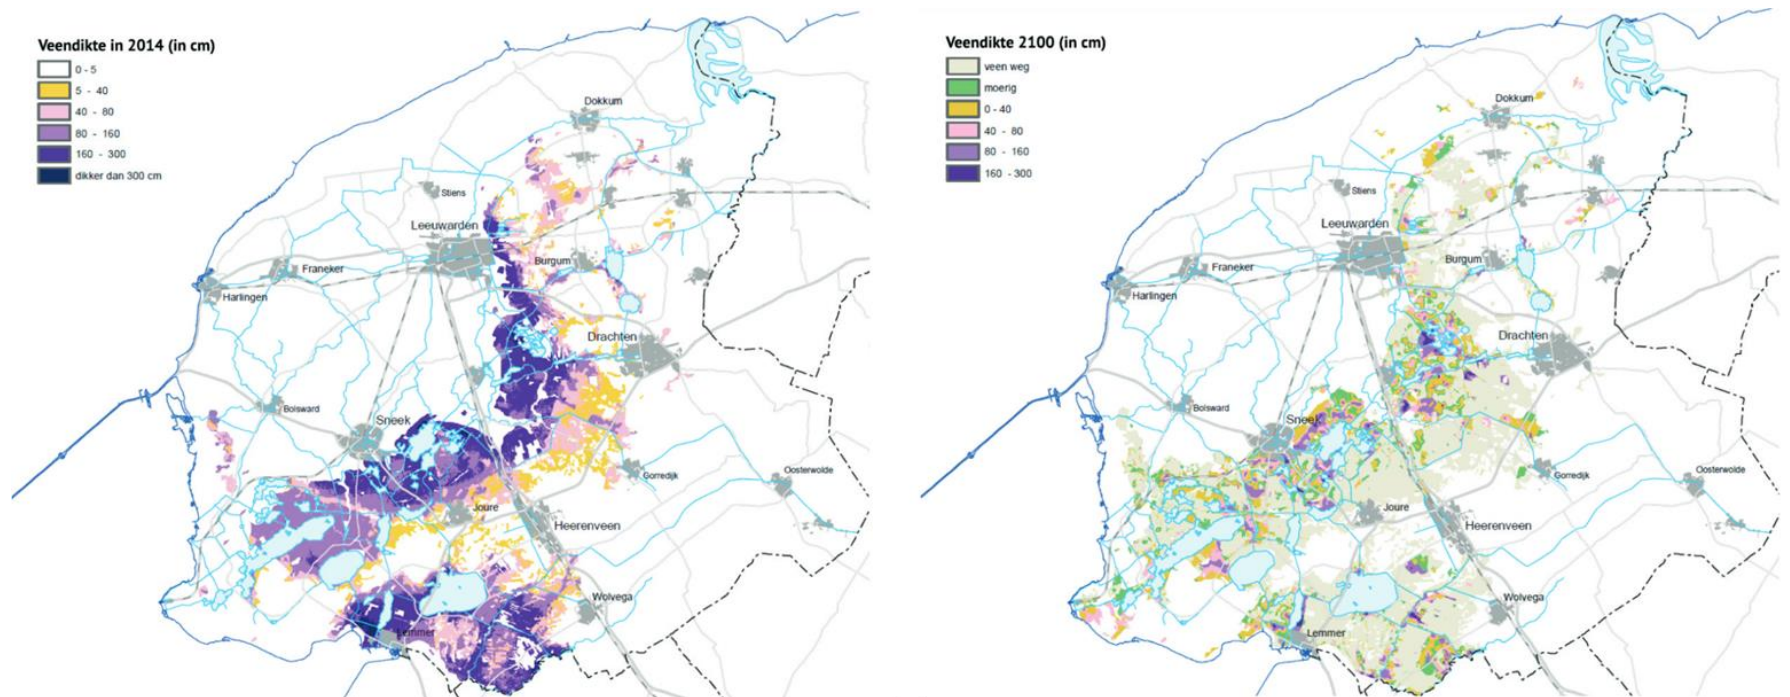 Veendikte in 2014 (in cm)
0 - 5
5 - 40
40 - 80
80 - 160
160 - 300
dikker dan 300 cm
Dokkum
Stiens
Leeuwarden
Burgum
Franeker
Harlingen
Drachten
Bolsward
Sneek
Gorredijk
Oosterwolde
Joure
Heerenveen
Wolvega
Lemmer
Veendikte 2100 (in cm)
veen weg
moerig
0 - 40
40 - 80
80 - 160
160 - 300
Dokkum
Stiens
Leeuwarden
Burgum
Franeker
Harlingen
Drachten
Bolsward
Sneek
Gorredijk
Oosterwolde
Joure
Heerenveen
Wolvega
Lemmer